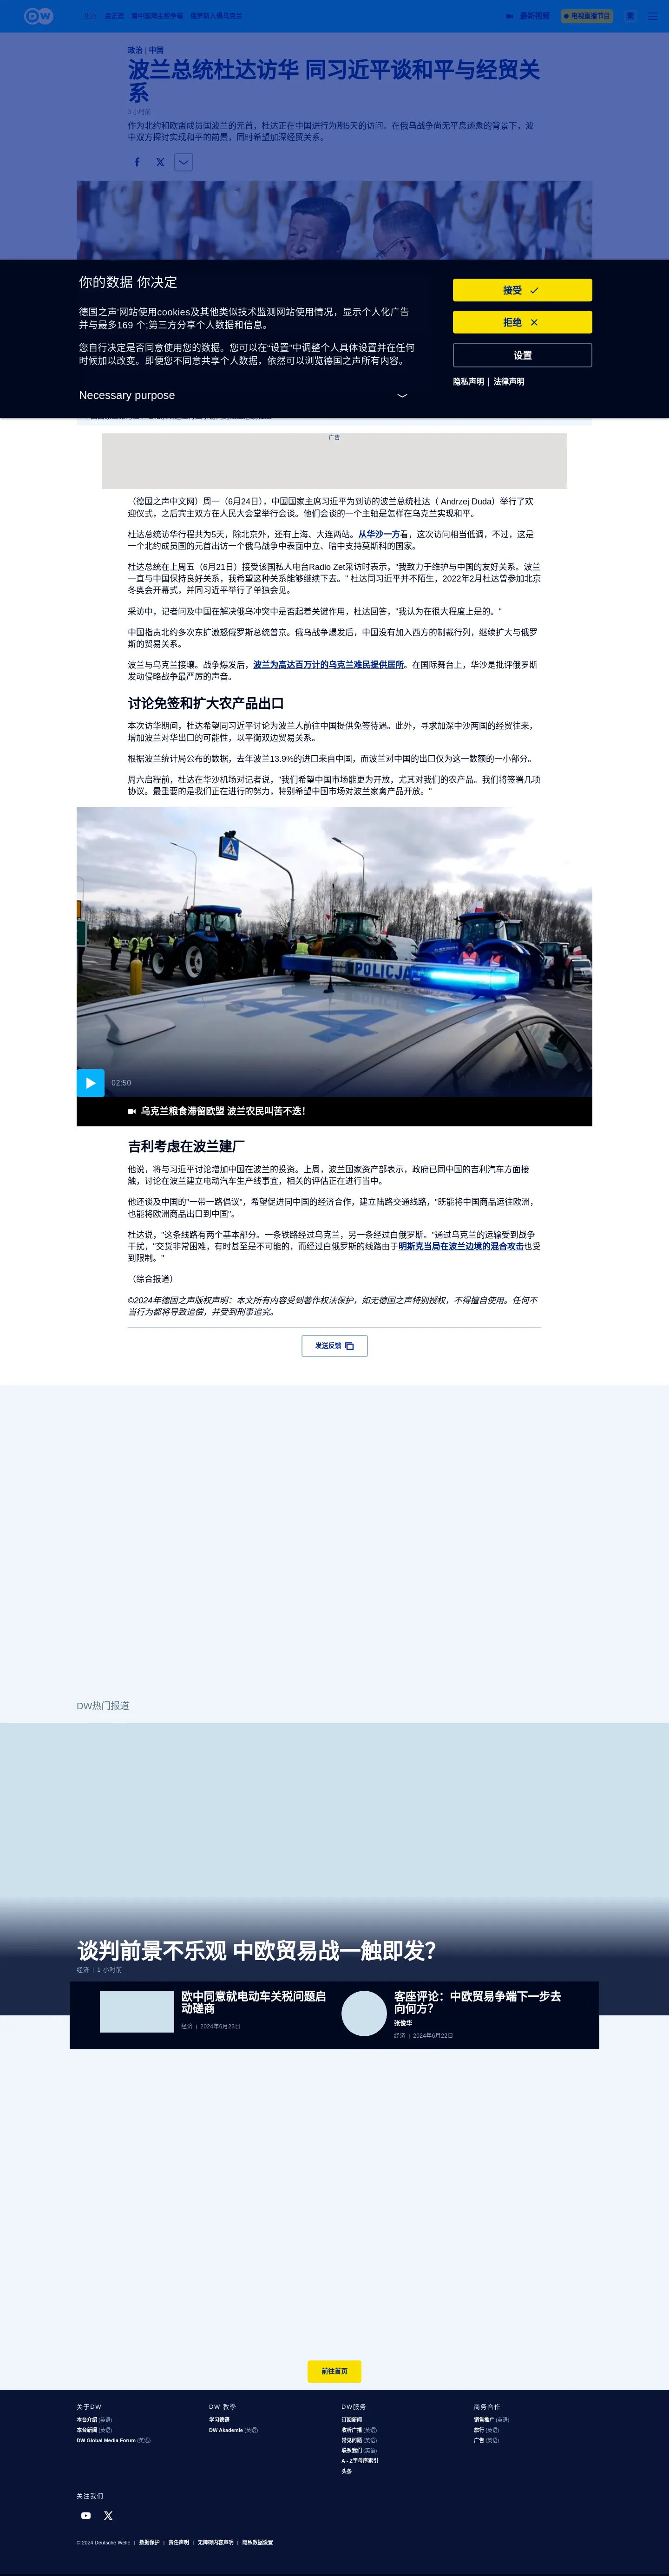 DW
最新视频
电视直播节目
繁
政治 | 中国
波兰总统杜达访华 同习近平谈和平与经贸关
系
3 小时前
作为北约和欧盟成员国波兰的元首，杜达正在中国进行为期5天的访问。在俄乌战争尚无平息迹象的背景下，波
中双方探讨实现和平的前景，同时希望加深经贸关系。
你的数据 你决定
德国之声'网站使用cookies及其他类似技术监测网站使用情况，显示个人化广告
并与最多169 个;第三方分享个人数据和信息。
您自行决定是否同意使用您的数据。您可以在"设置"中调整个人具体设置并在任何
时候加以改变。即便您不同意共享个人数据，依然可以浏览德国之声所有内容。
Necessary purpose
接受
拒绝
设置
隐私声明 | 法律声明
广告
（德国之声中文网）周一（6月24日），中国国家主席习近平为到访的波兰总统杜达（ Andrzej Duda）举行了欢
迎仪式，之后宾主双方在人民大会堂举行会谈。他们会谈的一个主轴是怎样在乌克兰实现和平。
杜达总统访华行程共为5天，除北京外，还有上海、大连两站。从华沙一方看，这次访问相当低调，不过，这是
一个北约成员国的元首出访一个俄乌战争中表面中立、暗中支持莫斯科的国家。
杜达总统在上周五（6月21日）接受该国私人电台Radio Zet采访时表示，"我致力于维护与中国的友好关系。波兰
一直与中国保持良好关系，我希望这种关系能够继续下去。" 杜达同习近平并不陌生，2022年2月杜达曾参加北京
冬奥会开幕式，并同习近平举行了单独会见。
采访中，记者问及中国在解决俄乌冲突中是否起着关键作用，杜达回答，"我认为在很大程度上是的。"
中国指责北约多次东扩激怒俄罗斯总统普京。俄乌战争爆发后，中国没有加入西方的制裁行列，继续扩大与俄罗
斯的贸易关系。
波兰与乌克兰接壤。战争爆发后，波兰为高达百万计的乌克兰难民提供居所。在国际舞台上，华沙是批评俄罗斯
发动侵略战争最严厉的声音。
讨论免签和扩大农产品出口
本次访华期间，杜达希望同习近平讨论为波兰人前往中国提供免签待遇。此外，寻求加深中沙两国的经贸往来，
增加波兰对华出口的可能性，以平衡双边贸易关系。
根据波兰统计局公布的数据，去年波兰13.9%的进口来自中国，而波兰对中国的出口仅为这一数额的一小部分。
周六启程前，杜达在华沙机场对记者说，"我们希望中国市场能更为开放，尤其对我们的农产品。我们将签署几项
协议。最重要的是我们正在进行的努力，特别希望中国市场对波兰家禽产品开放。"
POLICJA
02:50
乌克兰粮食滞留欧盟 波兰农民叫苦不迭！
吉利考虑在波兰建厂
他说，将与习近平讨论增加中国在波兰的投资。上周，波兰国家资产部表示，政府已同中国的吉利汽车方面接
触，讨论在波兰建立电动汽车生产线事宜，相关的评估正在进行当中。
他还谈及中国的"一带一路倡议"，希望促进同中国的经济合作，建立陆路交通线路，"既能将中国商品运往欧洲，
也能将欧洲商品出口到中国"。
杜达说，"这条线路有两个基本部分。一条铁路经过乌克兰，另一条经过白俄罗斯。"通过乌克兰的运输受到战争
干扰，"交货非常困难，有时甚至是不可能的，而经过白俄罗斯的线路由于明斯克当局在波兰边境的混合攻击也受
到限制。"
（综合报道）
©2024年德国之声版权声明：本文所有内容受到著作权法保护，如无德国之声特别授权，不得擅自使用。任何不
当行为都将导致追偿，并受到刑事追究。
发送反馈
DW热门报道
谈判前景不乐观 中欧贸易战一触即发？
经济 | 1 小时前
欧中同意就电动车关税问题启
动磋商
经济 | 2024年6月23日
客座评论：中欧贸易争端下一步去
向何方？
张俊华
经济 | 2024年6月22日
前往首页
关于DW
本台介绍 (英语)
本台新闻 (英语)
DW Global Media Forum (英语)
DW 教學
学习德语
DW Akademie (英语)
DW服务
订阅新闻
收听广播 (英语)
常见问题 (英语)
联系我们 (英语)
A - Z字母序索引
头条
商务合作
销售推广 (英语)
旅行 (英语)
广告 (英语)
关注我们
© 2024 Deutsche Welle | 数据保护 | 责任声明 | 无障碍内容声明 | 隐私数据设置